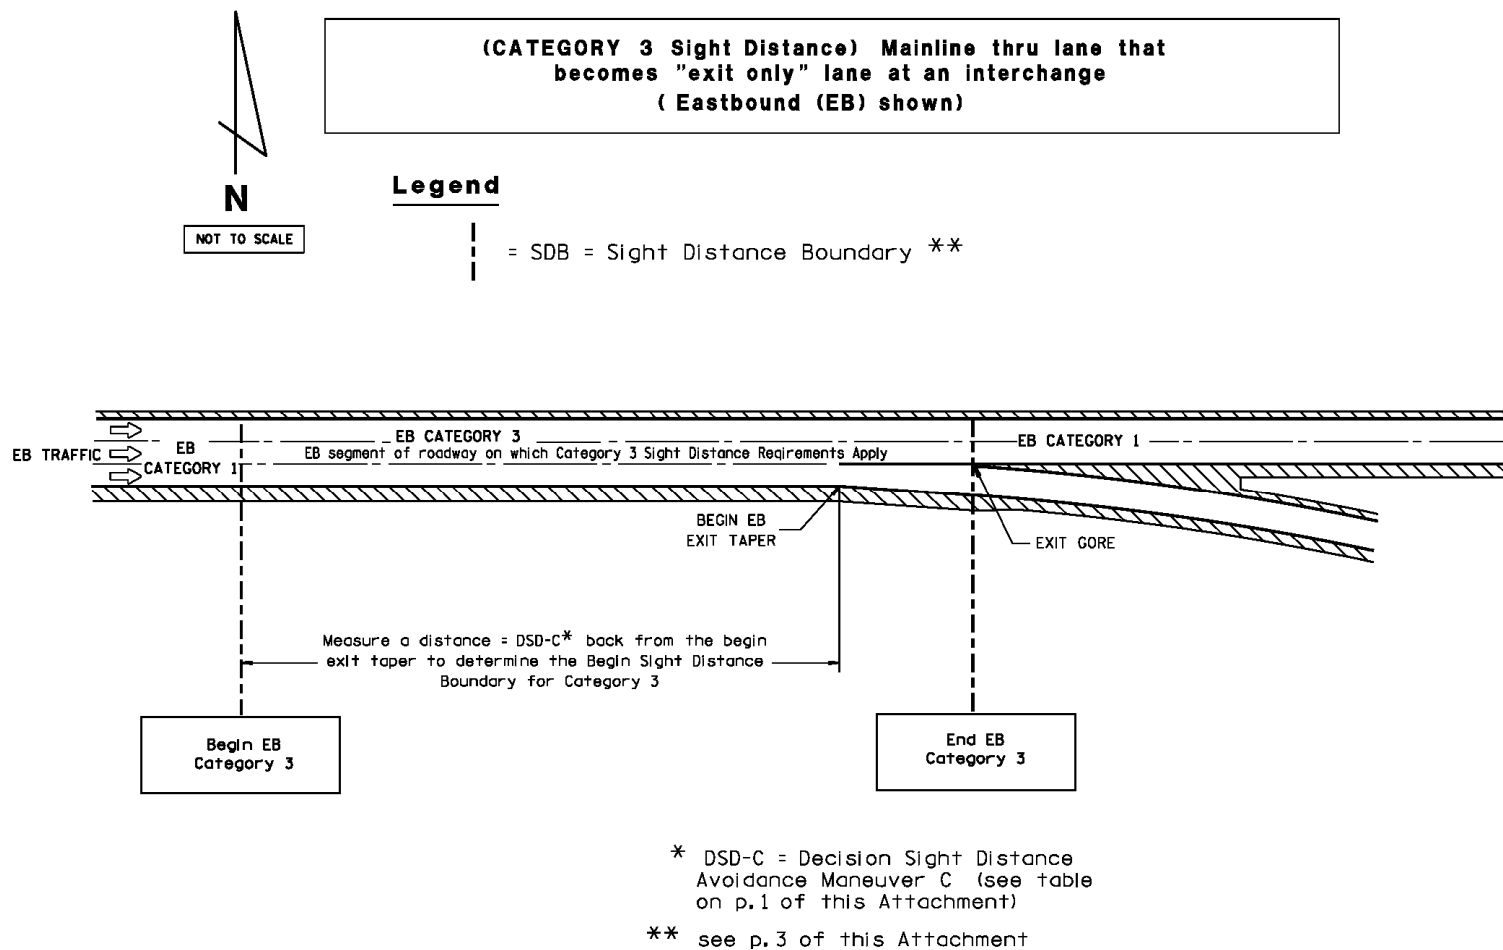 (CATEGORY 3 Sight Distance) Mainline thru lane that
becomes "exit only" lane at an interchange
( Eastbound (EB) shown)
N
NOT TO SCALE
Legend
= SDB = Sight Distance Boundary **
EB TRAFFIC
EB
CATEGORY 1
EB CATEGORY 3
EB segment of roadway on which Category 3 Sight Distance Reqirements Apply
EB CATEGORY 1
BEGIN EB
EXIT TAPER
EXIT GORE
Measure a distance = DSD-C* back from the begin
exit taper to determine the Begin Sight Distance
Boundary for Category 3
Begin EB
Category 3
End EB
Category 3
* DSD-C = Decision Sight Distance
Avoidance Maneuver C (see table
on p.1 of this Attachment)
** see p.3 of this Attachment